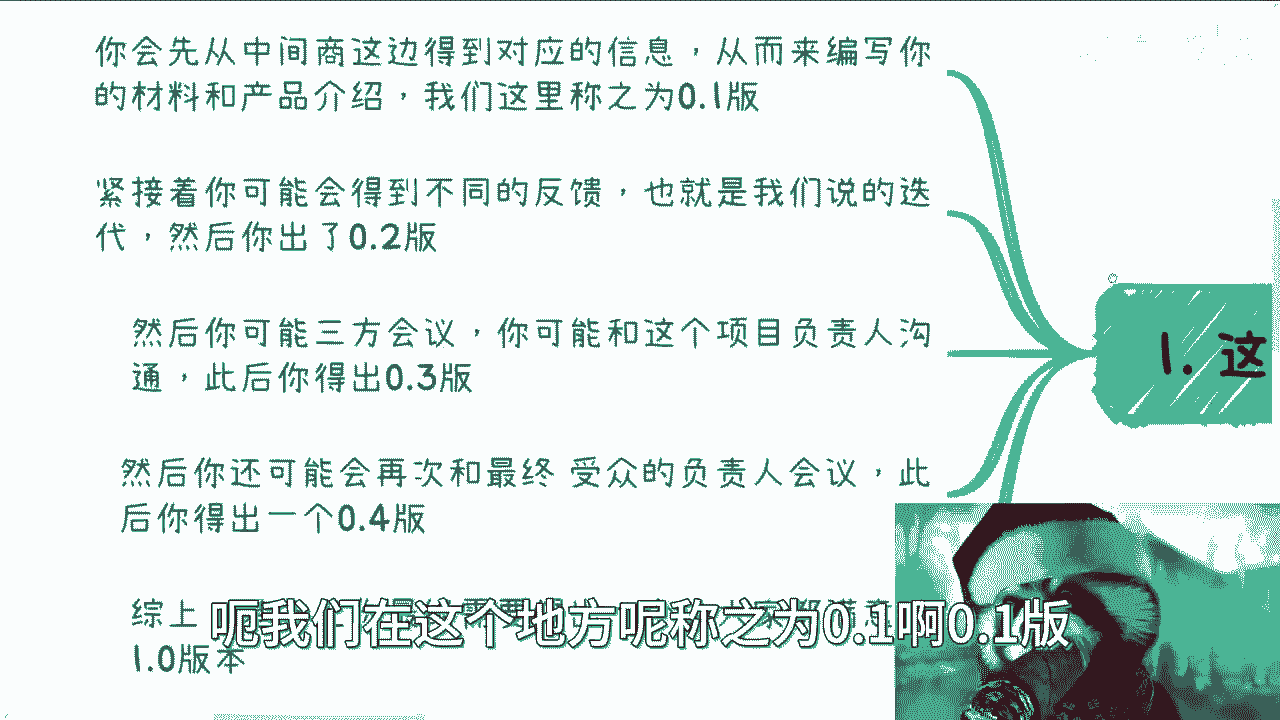 你会先从中间商这边得到对应的信息，从而来编写你
的材料和产品介绍，我们这里称之为0.1版
紧接着你可能会得到不同的反馈，也就是我们说的迭
代，然后你出了0.2版
然后你可能三方会议，你可能和这个项目负责人沟
通，此后你得出0.3版
然后你还可能会再次和最终 受众的负责人会议，此
后你得出一个0.4版
综上
1.0版本
1. 这
呃我们在这个地方呢称之为0.1啊0.1版